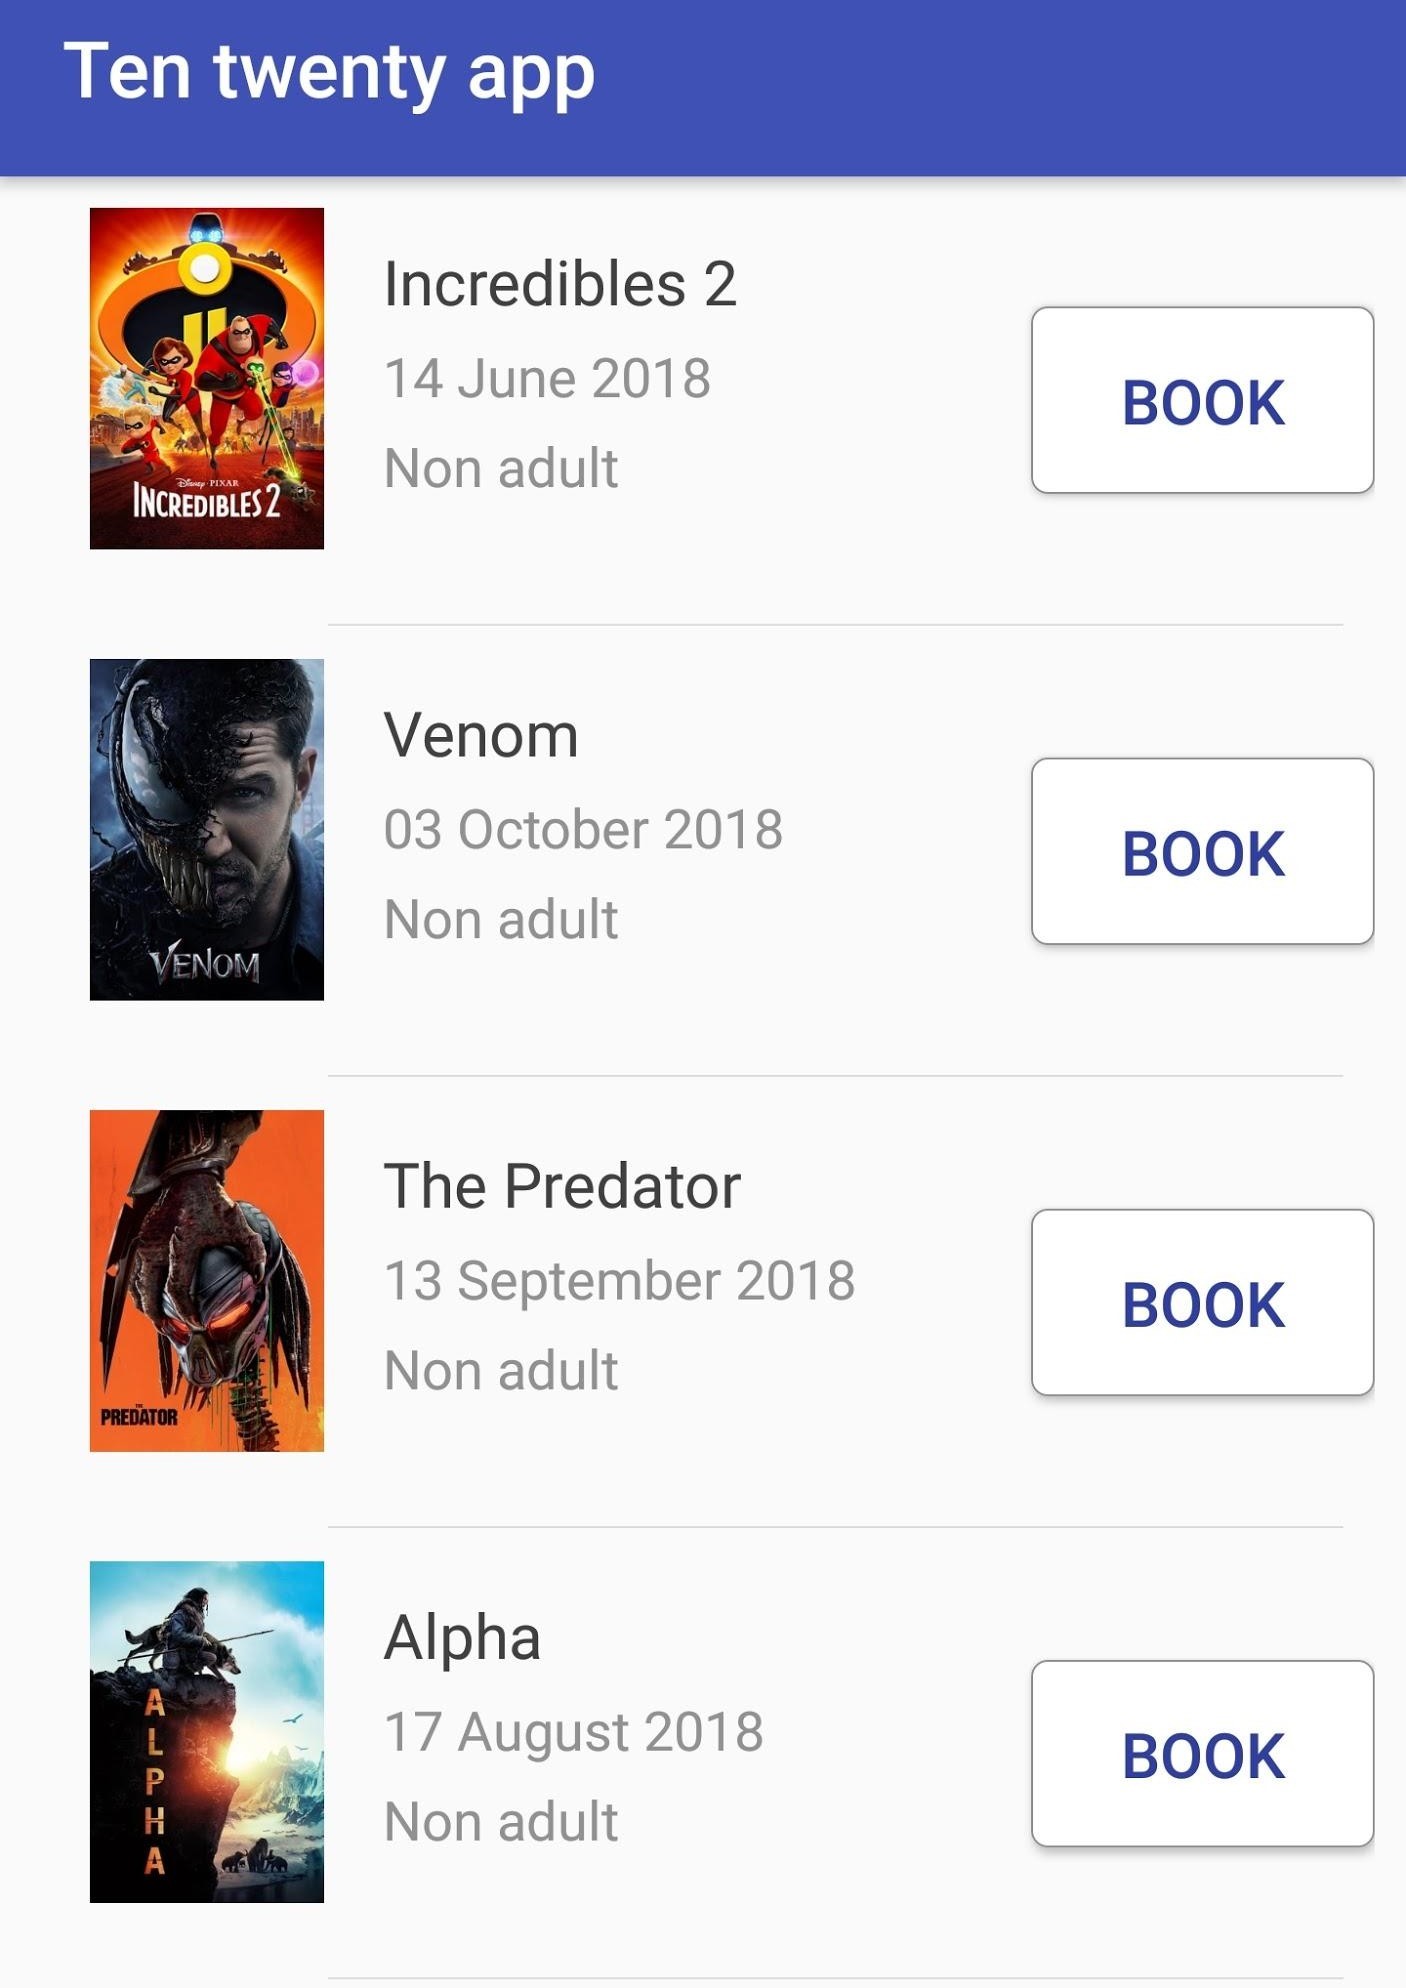 Ten twenty app
Incredibles 2
14 June 2018
Non adult
BOOK
Disney · PIXAR
INCREDIBLES 2
Venom
03 October 2018
Non adult
BOOK
VENOM
The Predator
13 September 2018
Non adult
BOOK
THE
PREDATOR
Alpha
17 August 2018
Non adult
BOOK
ALPHA